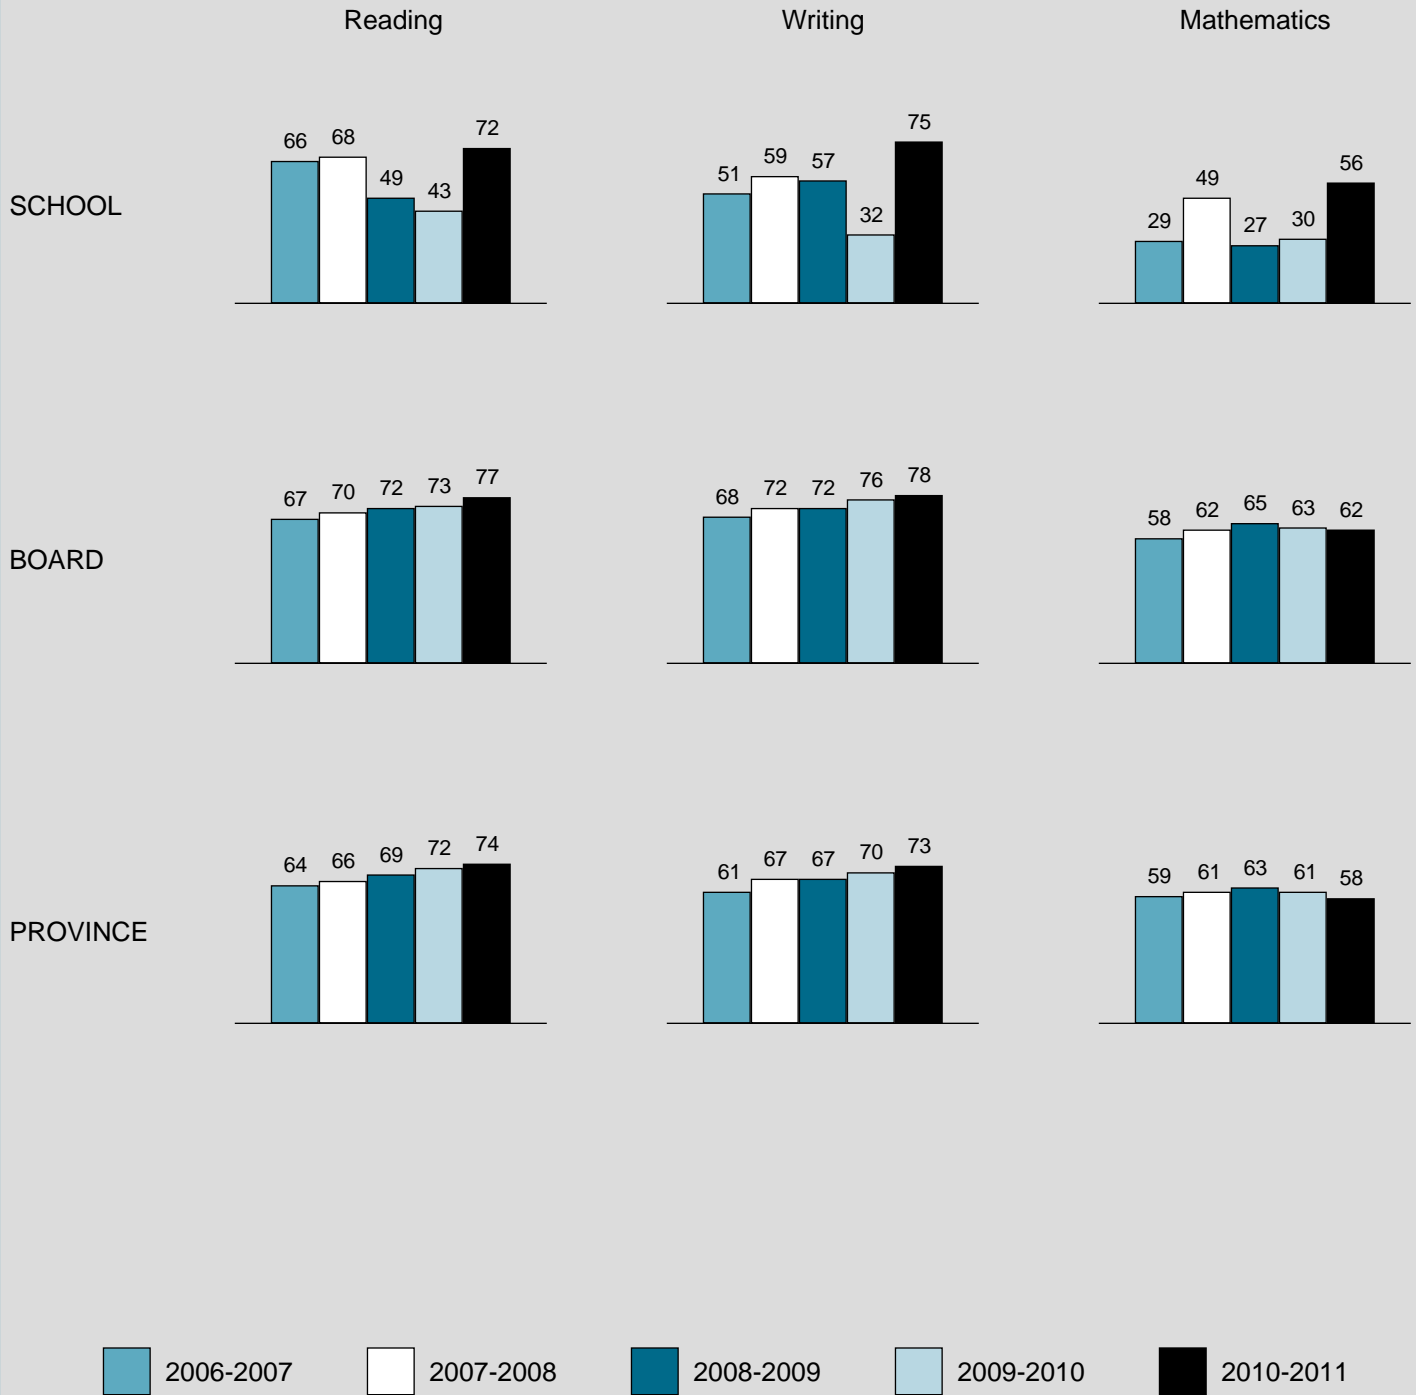 Reading Writing Mathematics
SCHOOL
66 68 49 43 72
51 59 57 32 75
29 49 27 30 56
BOARD
67 70 72 73 77
68 72 72 76 78
58 62 65 63 62
PROVINCE
64 66 69 72 74
61 67 67 70 73
59 61 63 61 58
2006-2007 2007-2008 2008-2009 2009-2010 2010-2011